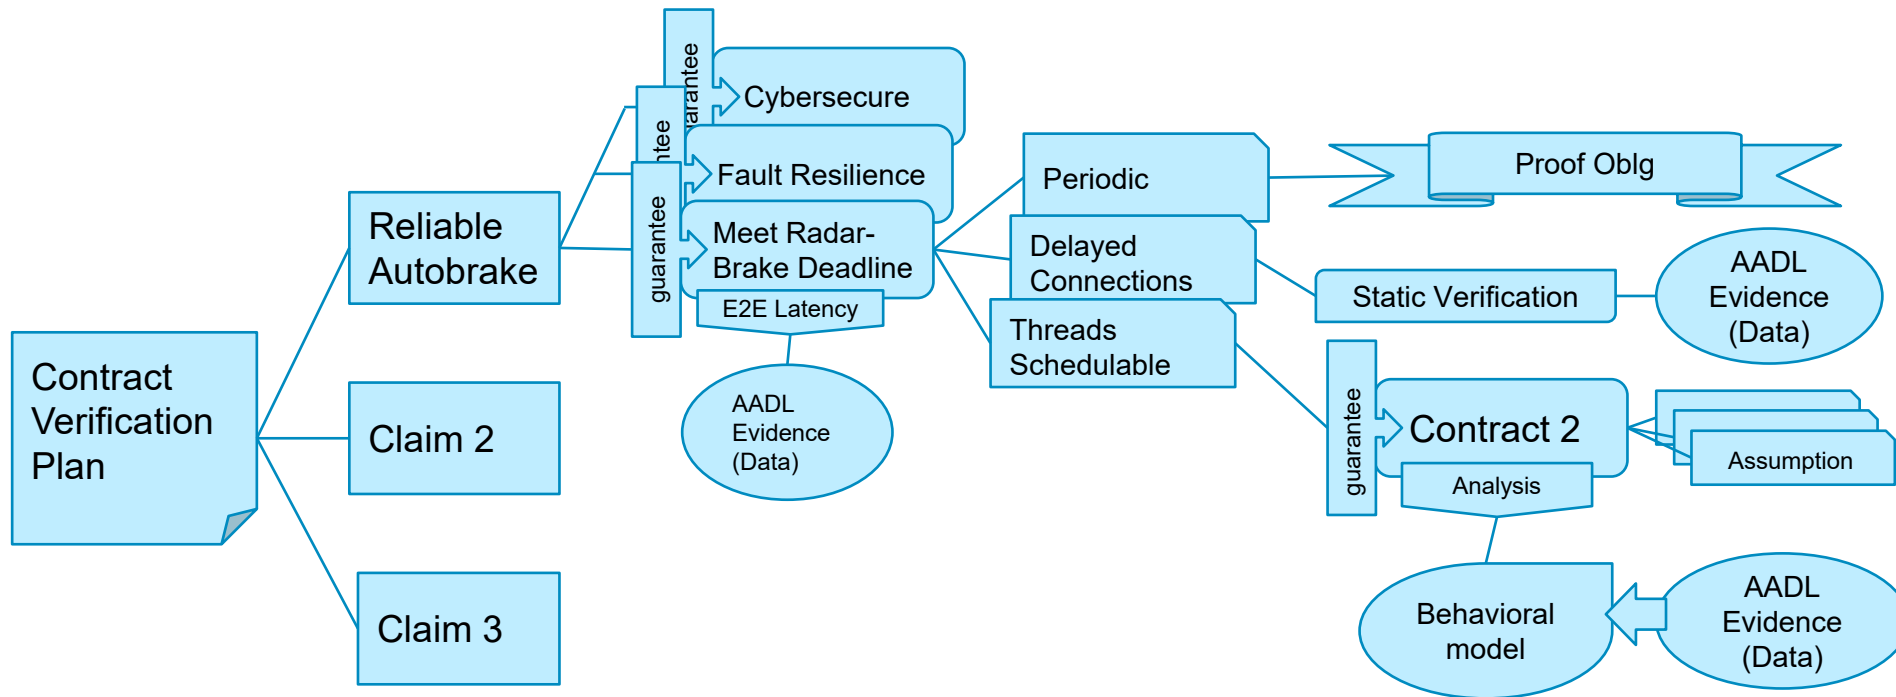 guarantee
Cybersecure
Fault Resilience
guarantee
Meet Radar-
Brake Deadline
E2E Latency
AADL
Evidence
(Data)
Reliable
Autobrake
Contract
Verification
Plan
Claim 2
Claim 3
Periodic
Delayed
Connections
Threads
Schedulable
Proof Oblg
Static Verification
AADL
Evidence
(Data)
guarantee
Contract 2
Analysis
Assumption
Behavioral
model
AADL
Evidence
(Data)